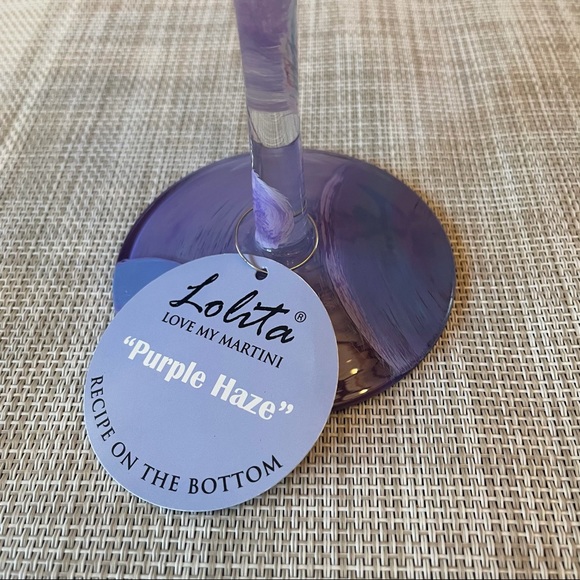 Lolita®
LOVE MY MARTINI
"Purple Haze"
RECIPE ON THE BOTTOM